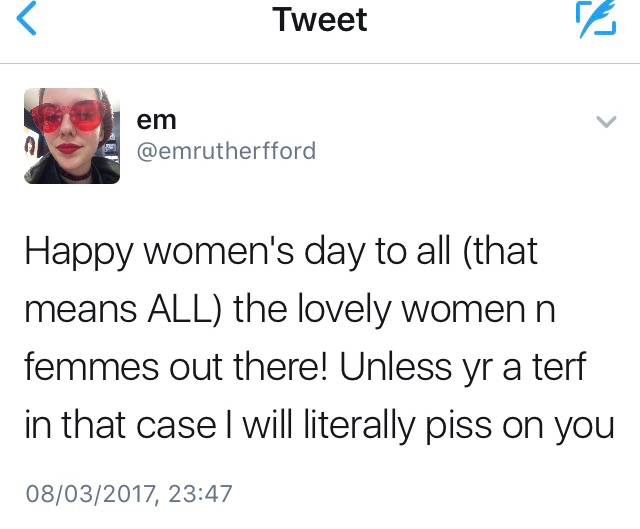 Tweet
em
@emrutherfford
Happy women's day to all (that
means ALL) the lovely women n
femmes out there! Unless yr a terf
in that case I will literally piss on you
08/03/2017, 23:47